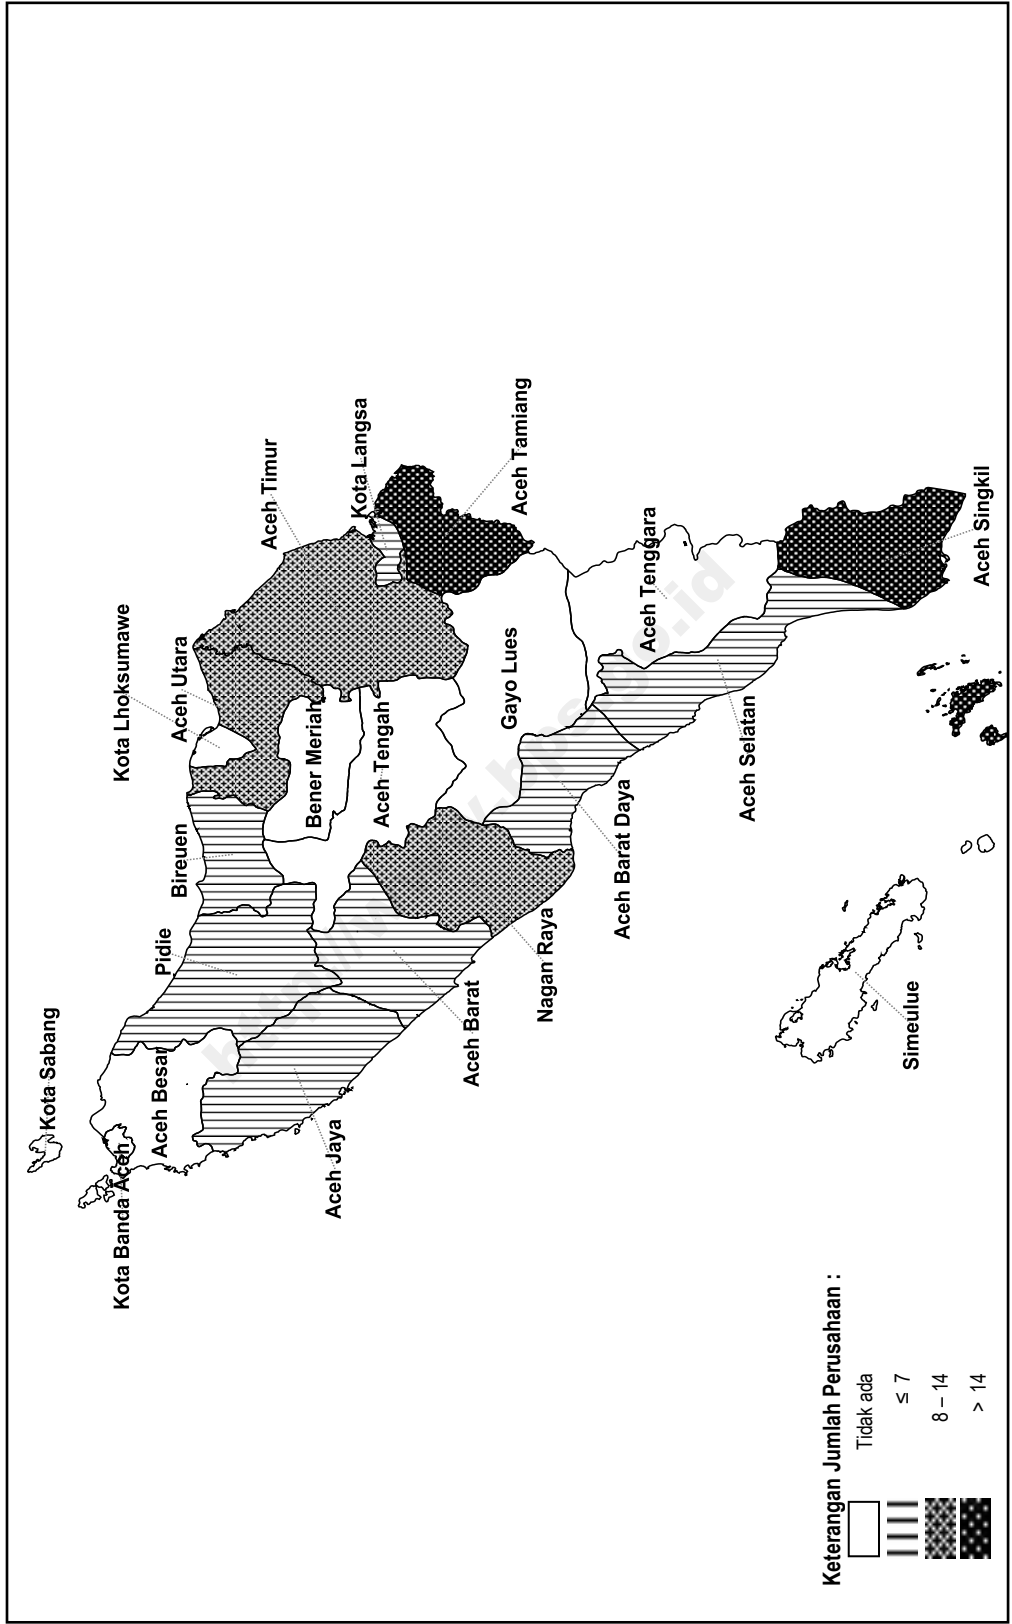 Kota Sabang
Kota Banda Aceh
Aceh Besar
Pidie
Bireuen
Kota Lhoksumawe
Aceh Utara
Aceh Timur
Kota Langsa
Aceh Tamiang
Bener Meriah
Aceh Tengah
Gayo Lues
Aceh Jaya
Aceh Barat
Nagan Raya
Aceh Barat Daya
Aceh Tenggara
Aceh Selatan
Aceh Singkil
Simeulue
Keterangan Jumlah Perusahaan :
Tidak ada
≤ 7
8 – 14
> 14